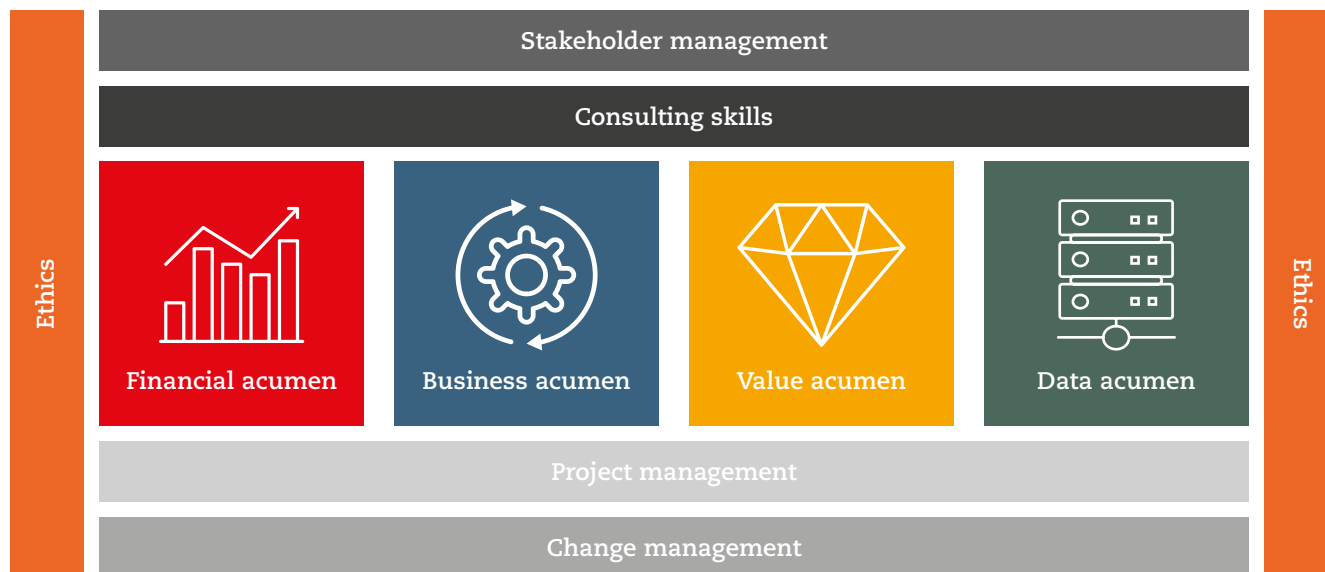 Stakeholder management
Consulting skills
Ethics
Financial acumen
Business acumen
Value acumen
Data acumen
Ethics
Project management
Change management